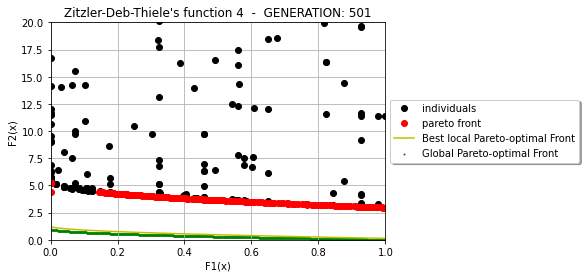 Zitzler-Deb-Thiele's function 4 - GENERATION: 501
F2(x)
20.0
17.5
15.0
12.5
10.0
7.5
5.0
2.5
0.0
0.0 0.2 0.4 0.6 0.8 1.0
F1(x)
individuals
pareto front
Best local Pareto-optimal Front
Global Pareto-optimal Front